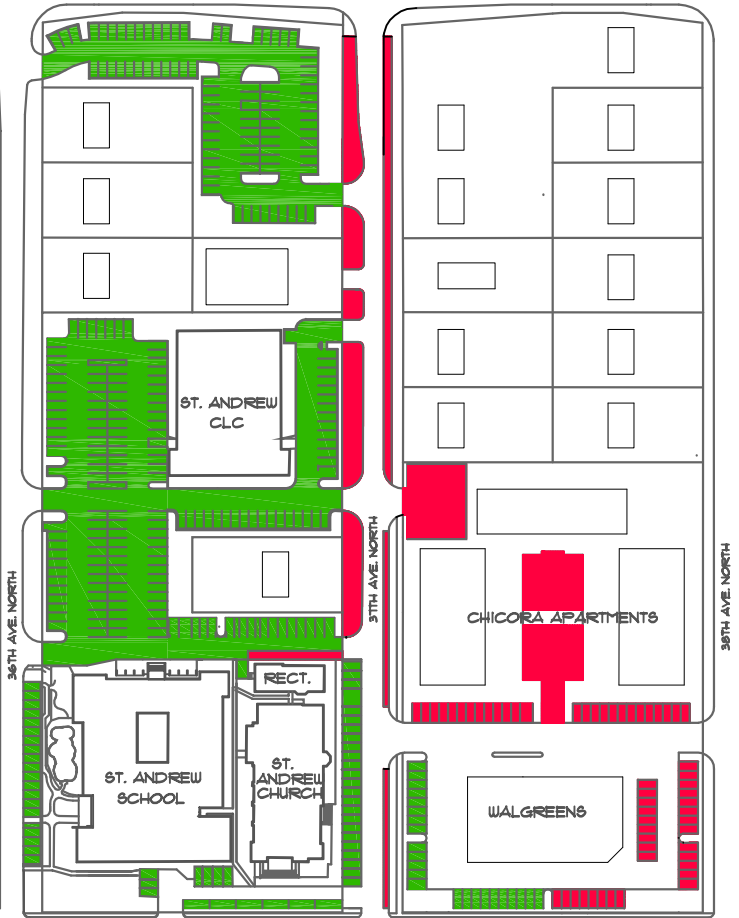 ST. ANDREW
CLC
36TH AVE. NORTH
37TH AVE. NORTH
38TH AVE. NORTH
CHICORA APARTMENTS
RECT.
ST. ANDREW
SCHOOL
ST.
ANDREW
CHURCH
WALGREENS